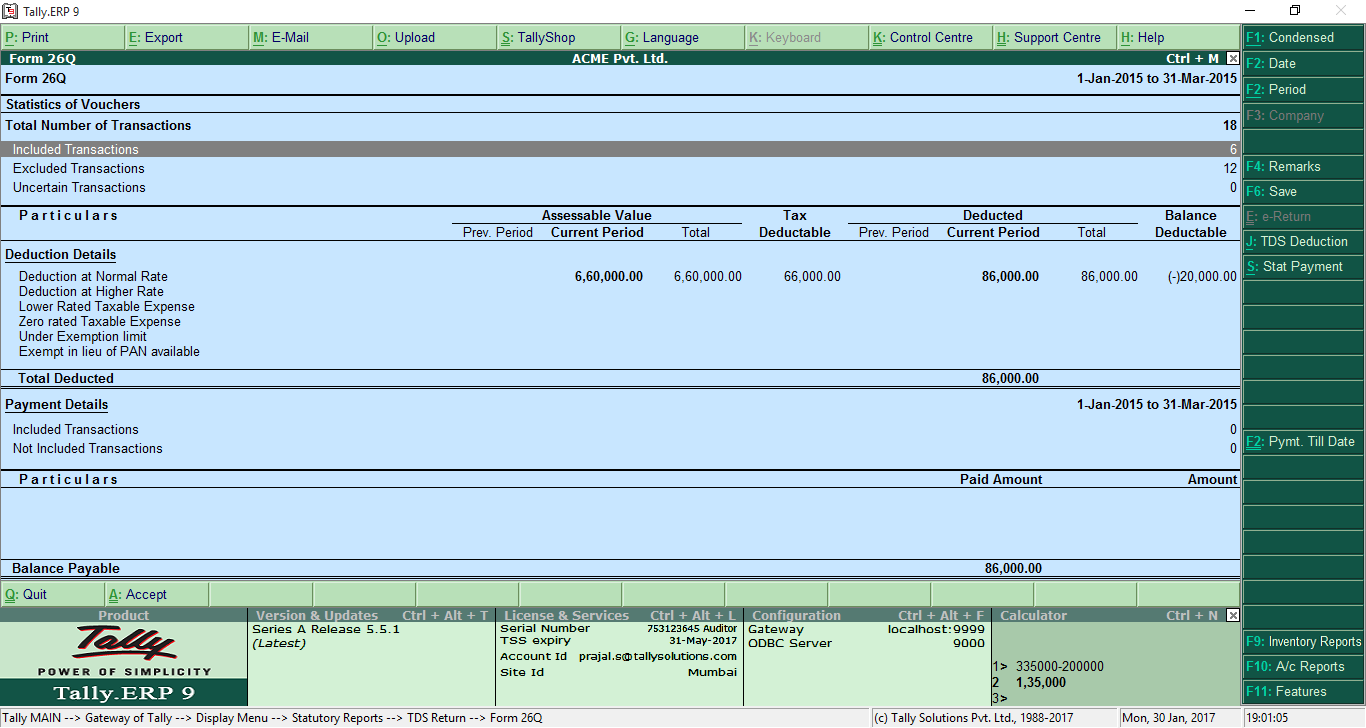 Tally.ERP 9
P: Print E: Export M: E-Mail O: Upload S: TallyShop G: Language K: Keyboard K: Control Centre H: Support Centre H: Help
Form 26Q ACME Pvt. Ltd. Ctrl + M
Form 26Q 1-Jan-2015 to 31-Mar-2015
Statistics of Vouchers
Total Number of Transactions 18
Included Transactions 6
Excluded Transactions 12
Uncertain Transactions 0
Particulars Assessable Value Tax Deducted Balance
Prev. Period Current Period Total Deductable Prev. Period Current Period Total Deductable
Deduction Details
Deduction at Normal Rate 6,60,000.00 6,60,000.00 66,000.00 86,000.00 86,000.00 (-)20,000.00
Deduction at Higher Rate
Lower Rated Taxable Expense
Zero rated Taxable Expense
Under Exemption limit
Exempt in lieu of PAN available
Total Deducted 86,000.00
Payment Details 1-Jan-2015 to 31-Mar-2015
Included Transactions 0
Not Included Transactions 0
Particulars Paid Amount Amount
Balance Payable 86,000.00
Q: Quit A: Accept
F1: Condensed
F2: Date
F2: Period
F3: Company
F4: Remarks
F6: Save
E: e-Return
J: TDS Deduction
S: Stat Payment
F2: Pymt. Till Date
F9: Inventory Reports
F10: A/c Reports
F11: Features
Product
Tally
POWER OF SIMPLICITY
Tally.ERP 9
Version & Updates Ctrl + Alt + T
Series A Release 5.5.1
(Latest)
License & Services Ctrl + Alt + L
Serial Number 753123645 Auditor
TSS expiry 31-May-2017
Account Id prajal.s@tallysolutions.com
Site Id Mumbai
Configuration Ctrl + Alt + F
Gateway localhost:9999
ODBC Server 9000
Calculator Ctrl + N
1> 335000-200000
2 1,35,000
3>
Tally MAIN --> Gateway of Tally --> Display Menu --> Statutory Reports --> TDS Return --> Form 26Q (c) Tally Solutions Pvt. Ltd., 1988-2017 Mon, 30 Jan, 2017 19:01:05